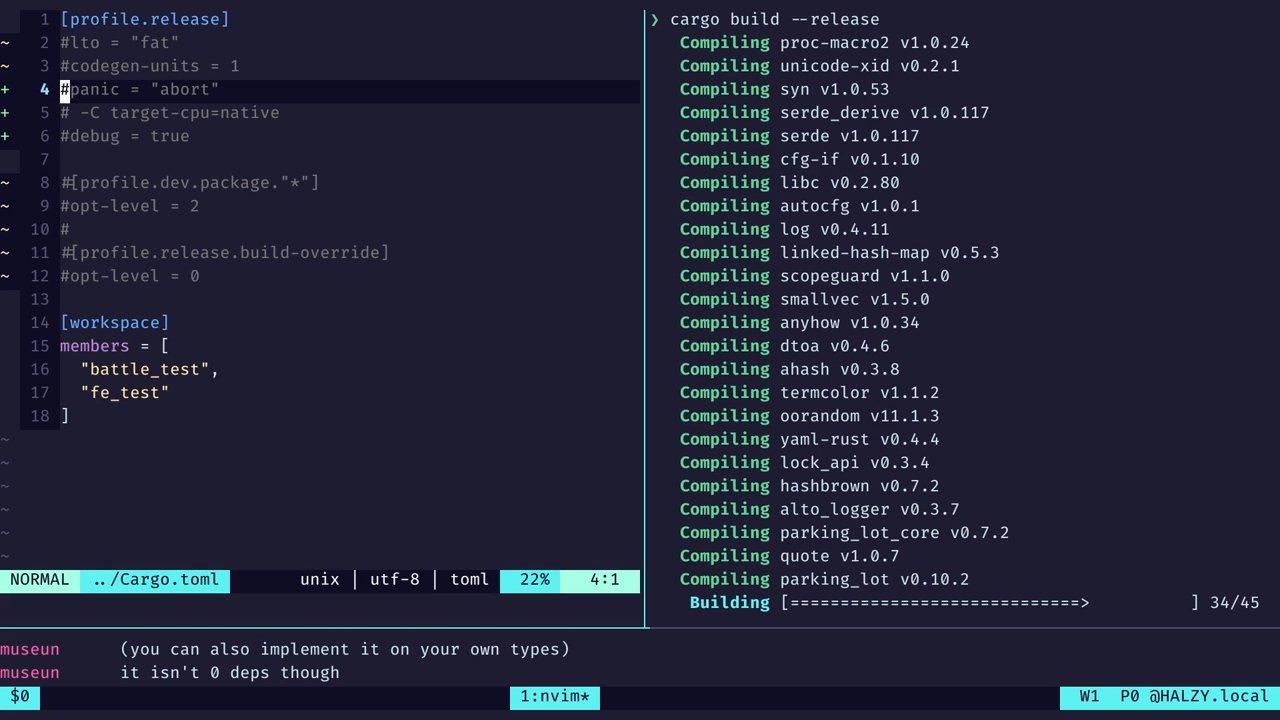 1 [profile.release]
~ 2 #lto = "fat"
~ 3 #codegen-units = 1
+ 4 #panic = "abort"
+ 5 # -C target-cpu=native
+ 6 #debug = true
7
~ 8 #[profile.dev.package."*"]
~ 9 #opt-level = 2
~ 10 #
~ 11 #[profile.release.build-override]
~ 12 #opt-level = 0
13
14 [workspace]
15 members = [
16 "battle_test",
17 "fe_test"
18 ]
~
~
~
~
~
~
NORMAL ../Cargo.toml unix | utf-8 | toml 22% 4:1
❯ cargo build --release
Compiling proc-macro2 v1.0.24
Compiling unicode-xid v0.2.1
Compiling syn v1.0.53
Compiling serde_derive v1.0.117
Compiling serde v1.0.117
Compiling cfg-if v0.1.10
Compiling libc v0.2.80
Compiling autocfg v1.0.1
Compiling log v0.4.11
Compiling linked-hash-map v0.5.3
Compiling scopeguard v1.1.0
Compiling smallvec v1.5.0
Compiling anyhow v1.0.34
Compiling dtoa v0.4.6
Compiling ahash v0.3.8
Compiling termcolor v1.1.2
Compiling oorandom v11.1.3
Compiling yaml-rust v0.4.4
Compiling lock_api v0.3.4
Compiling hashbrown v0.7.2
Compiling alto_logger v0.3.7
Compiling parking_lot_core v0.7.2
Compiling quote v1.0.7
Compiling parking_lot v0.10.2
Building [=============================> ] 34/45
museun (you can also implement it on your own types)
museun it isn't 0 deps though
$0 1:nvim* W1 P0 @HALZY.local